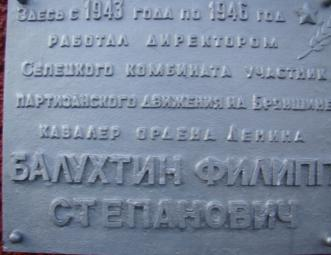 Здесь с 1943 года по 1946 год
работал директором
Селецкого комбината участник
партизанского движения на Брянщине
кавалер ордена Ленина
БАЛУХТИН ФИЛИПП
СТЕПАНОВИЧ